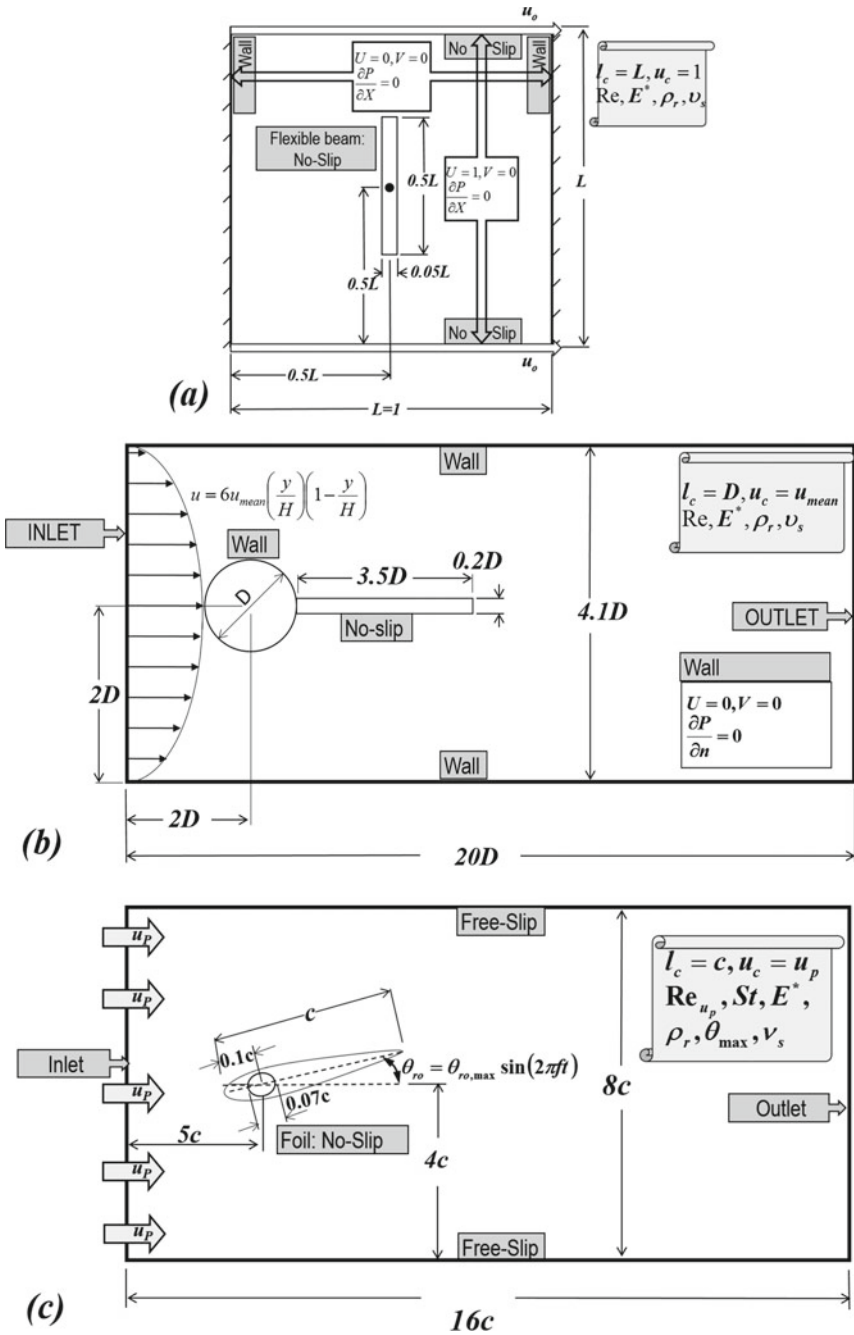 u_o
Wall
U = 0, V = 0
∂P/∂X = 0
No Slip
Wall
l_c = L, u_c = 1
Re, E*, ρ_r, υ_s
Flexible beam:
No-Slip
0.5L
U = 1, V = 0
∂P/∂X = 0
L
0.5L
0.05L
No Slip
u_o
0.5L
L=1
(a)
Wall
u = 6u_mean (y/H)(1 − y/H)
l_c = D, u_c = u_mean
Re, E*, ρ_r, υ_s
INLET
Wall
D
3.5D
0.2D
No-slip
4.1D
OUTLET
2D
Wall
U = 0, V = 0
∂P/∂n = 0
Wall
2D
20D
(b)
u_P
Free-Slip
l_c = c, u_c = u_p
Re_{u_p}, St, E*,
ρ_r, θ_max, ν_s
u_P
c
Inlet
0.1c
θ_ro = θ_ro,max sin(2πft)
u_P
0.07c
8c
Outlet
5c
Foil: No-Slip
4c
u_P
u_P
Free-Slip
16c
(c)